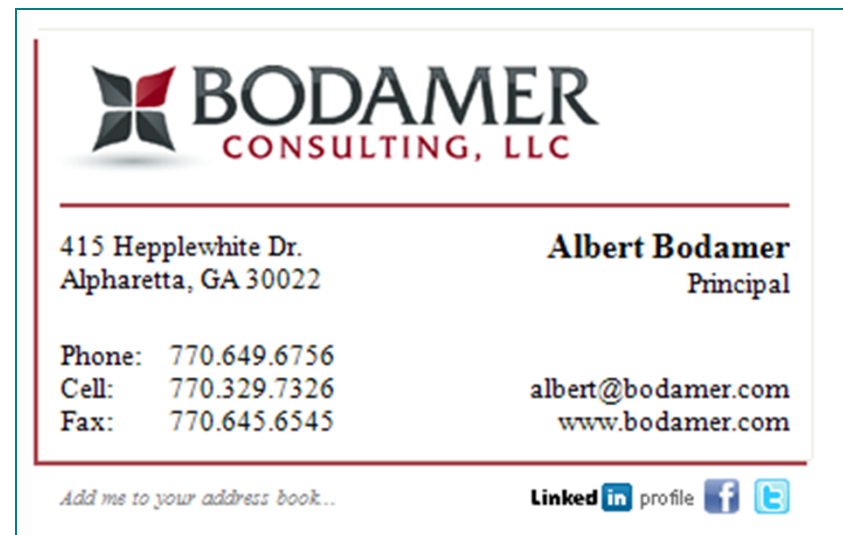 BODAMER
CONSULTING, LLC
415 Hepplewhite Dr.
Alpharetta, GA 30022
Albert Bodamer
Principal
Phone: 770.649.6756
Cell: 770.329.7326
Fax: 770.645.6545
albert@bodamer.com
www.bodamer.com
Add me to your address book...
Linked in profile f t